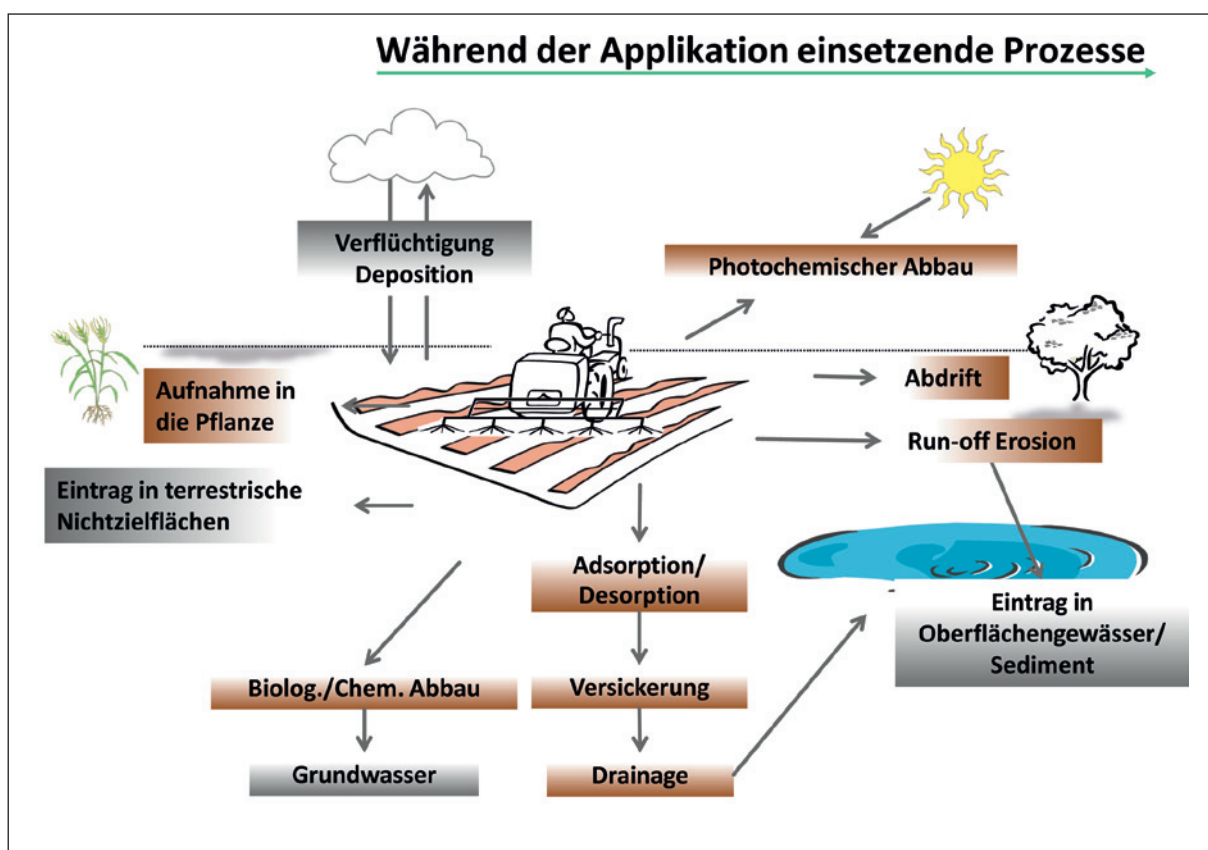 Während der Applikation einsetzende Prozesse
Verflüchtigung
Deposition
Photochemischer Abbau
Aufnahme in
die Pflanze
Abdrift
Run-off Erosion
Eintrag in terrestrische
Nichtzielflächen
Adsorption/
Desorption
Eintrag in
Oberflächengewässer/
Sediment
Biolog./Chem. Abbau
Versickerung
Grundwasser
Drainage